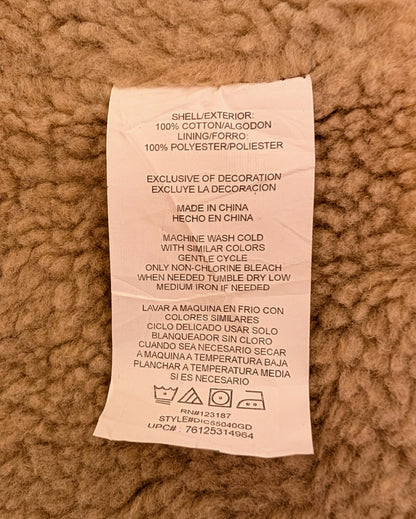 SHELL/EXTERIOR:
100% COTTON/ALGODON
LINING/FORRO:
100% POLYESTER/POLIESTER
EXCLUSIVE OF DECORATION
EXCLUYE LA DECORACION
MADE IN CHINA
HECHO EN CHINA
MACHINE WASH COLD
WITH SIMILAR COLORS
GENTLE CYCLE
ONLY NON-CHLORINE BLEACH
WHEN NEEDED TUMBLE DRY LOW
MEDIUM IRON IF NEEDED
LAVAR A MAQUINA EN FRIO CON
COLORES SIMILARES
CICLO DELICADO USAR SOLO
BLANQUEADOR SIN CLORO
CUANDO SEA NECESARIO SECAR
A MAQUINA A TEMPERATURA BAJA
PLANCHAR A TEMPERATURA MEDIA
SI ES NECESARIO
RN#123187
STYLE#DIC55040GD
UPC# : 76125314964